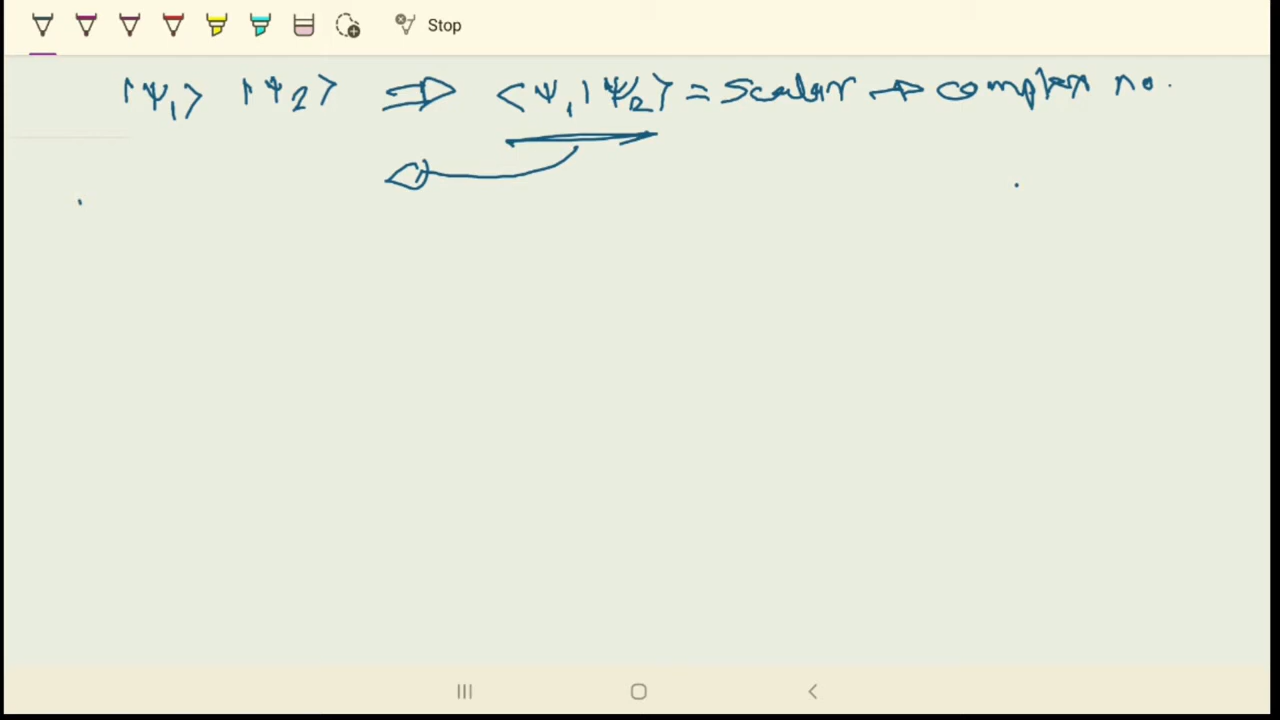 Stop
|Ψ₁⟩ |Ψ₂⟩ ⇒ ⟨Ψ₁|Ψ₂⟩ = Scalar → complex no.